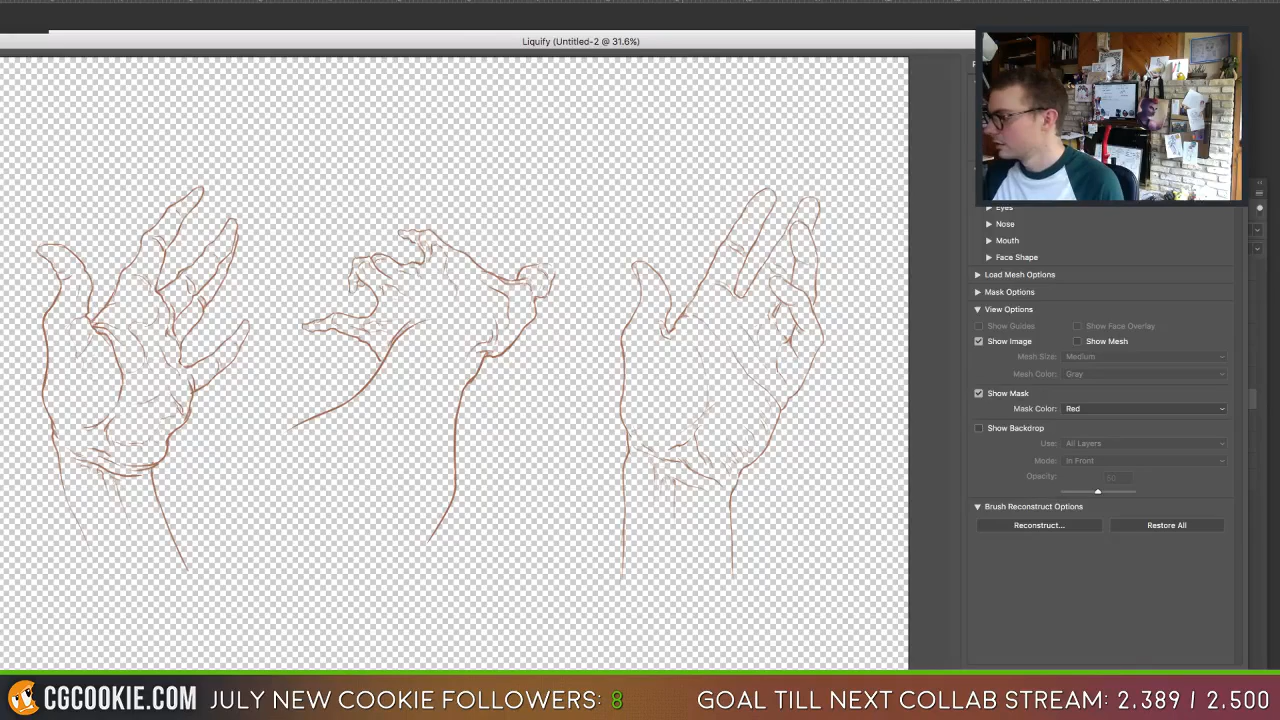 Liquify (Untitled-2 @ 31.6%)
Eyes
Nose
Mouth
Face Shape
Load Mesh Options
Mask Options
View Options
Show Guides Show Face Overlay
Show Image Show Mesh
Mesh Size: Medium
Mesh Color: Gray
Show Mask
Mask Color: Red
Show Backdrop
Use: All Layers
Mode: In Front
Opacity: 50
Brush Reconstruct Options
Reconstruct... Restore All
CGCOOKIE.COM JULY NEW COOKIE FOLLOWERS: 8 GOAL TILL NEXT COLLAB STREAM: 2.389 / 2.500